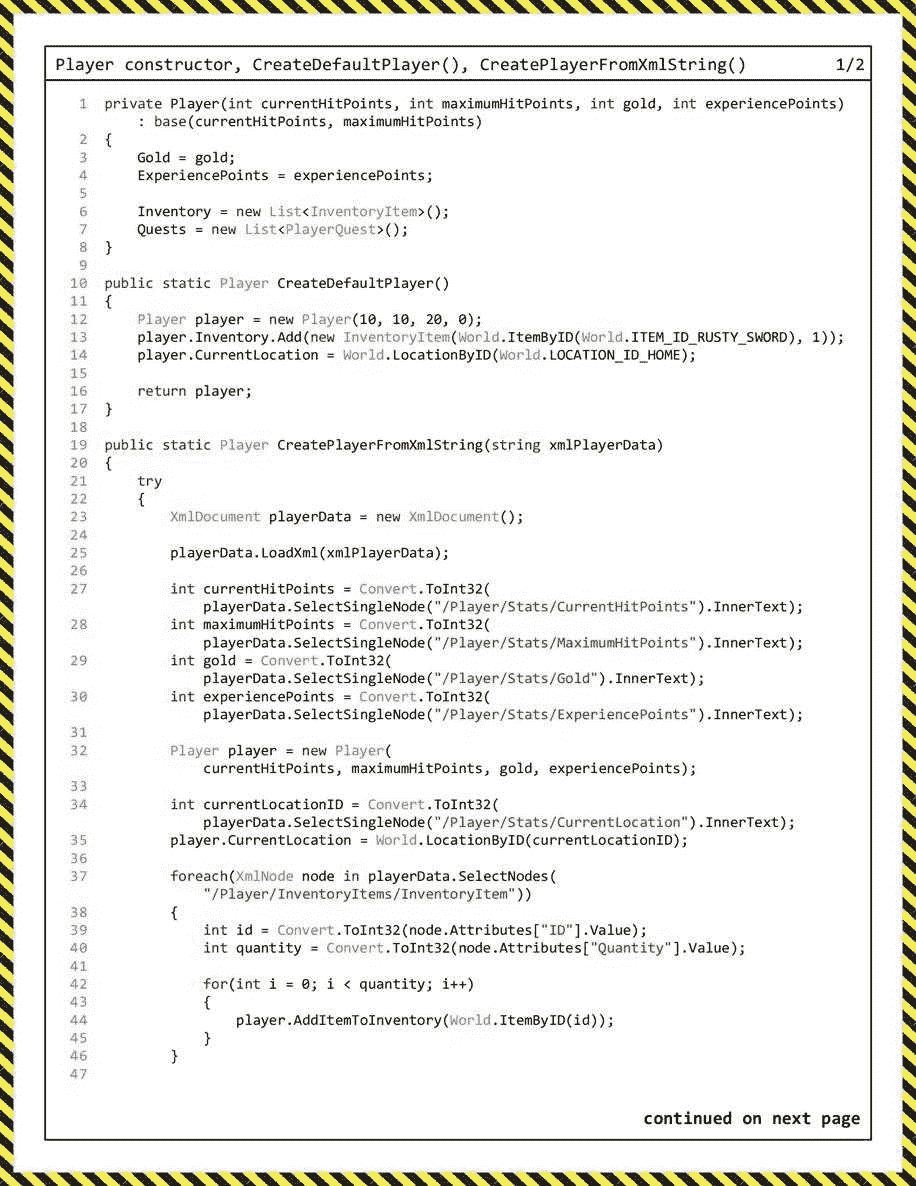 Player constructor, CreateDefaultPlayer(), CreatePlayerFromXmlString() 1/2
1 private Player(int currentHitPoints, int maximumHitPoints, int gold, int experiencePoints)
: base(currentHitPoints, maximumHitPoints)
2 {
3 Gold = gold;
4 ExperiencePoints = experiencePoints;
5
6 Inventory = new List<InventoryItem>();
7 Quests = new List<PlayerQuest>();
8 }
9
10 public static Player CreateDefaultPlayer()
11 {
12 Player player = new Player(10, 10, 20, 0);
13 player.Inventory.Add(new InventoryItem(World.ItemByID(World.ITEM_ID_RUSTY_SWORD), 1));
14 player.CurrentLocation = World.LocationByID(World.LOCATION_ID_HOME);
15
16 return player;
17 }
18
19 public static Player CreatePlayerFromXmlString(string xmlPlayerData)
20 {
21 try
22 {
23 XmlDocument playerData = new XmlDocument();
24
25 playerData.LoadXml(xmlPlayerData);
26
27 int currentHitPoints = Convert.ToInt32(
playerData.SelectSingleNode("/Player/Stats/CurrentHitPoints").InnerText);
28 int maximumHitPoints = Convert.ToInt32(
playerData.SelectSingleNode("/Player/Stats/MaximumHitPoints").InnerText);
29 int gold = Convert.ToInt32(
playerData.SelectSingleNode("/Player/Stats/Gold").InnerText);
30 int experiencePoints = Convert.ToInt32(
playerData.SelectSingleNode("/Player/Stats/ExperiencePoints").InnerText);
31
32 Player player = new Player(
currentHitPoints, maximumHitPoints, gold, experiencePoints);
33
34 int currentLocationID = Convert.ToInt32(
playerData.SelectSingleNode("/Player/Stats/CurrentLocation").InnerText);
35 player.CurrentLocation = World.LocationByID(currentLocationID);
36
37 foreach(XmlNode node in playerData.SelectNodes(
"/Player/InventoryItems/InventoryItem"))
38 {
39 int id = Convert.ToInt32(node.Attributes["ID"].Value);
40 int quantity = Convert.ToInt32(node.Attributes["Quantity"].Value);
41
42 for(int i = 0; i < quantity; i++)
43 {
44 player.AddItemToInventory(World.ItemByID(id));
45 }
46 }
47
continued on next page